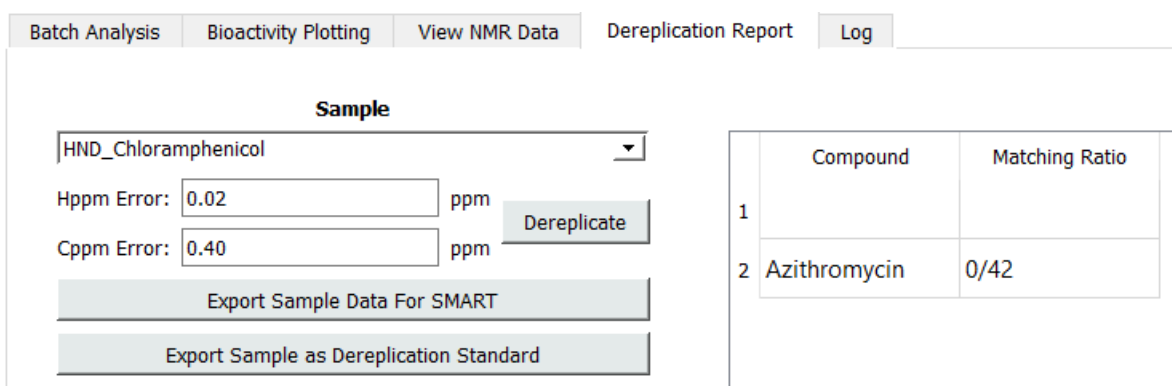 Batch Analysis Bioactivity Plotting View NMR Data Dereplication Report Log
Sample
HND_Chloramphenicol
Hppm Error: 0.02 ppm
Dereplicate
Cppm Error: 0.40 ppm
Export Sample Data For SMART
Export Sample as Dereplication Standard
Compound Matching Ratio
1
2 Azithromycin 0/42